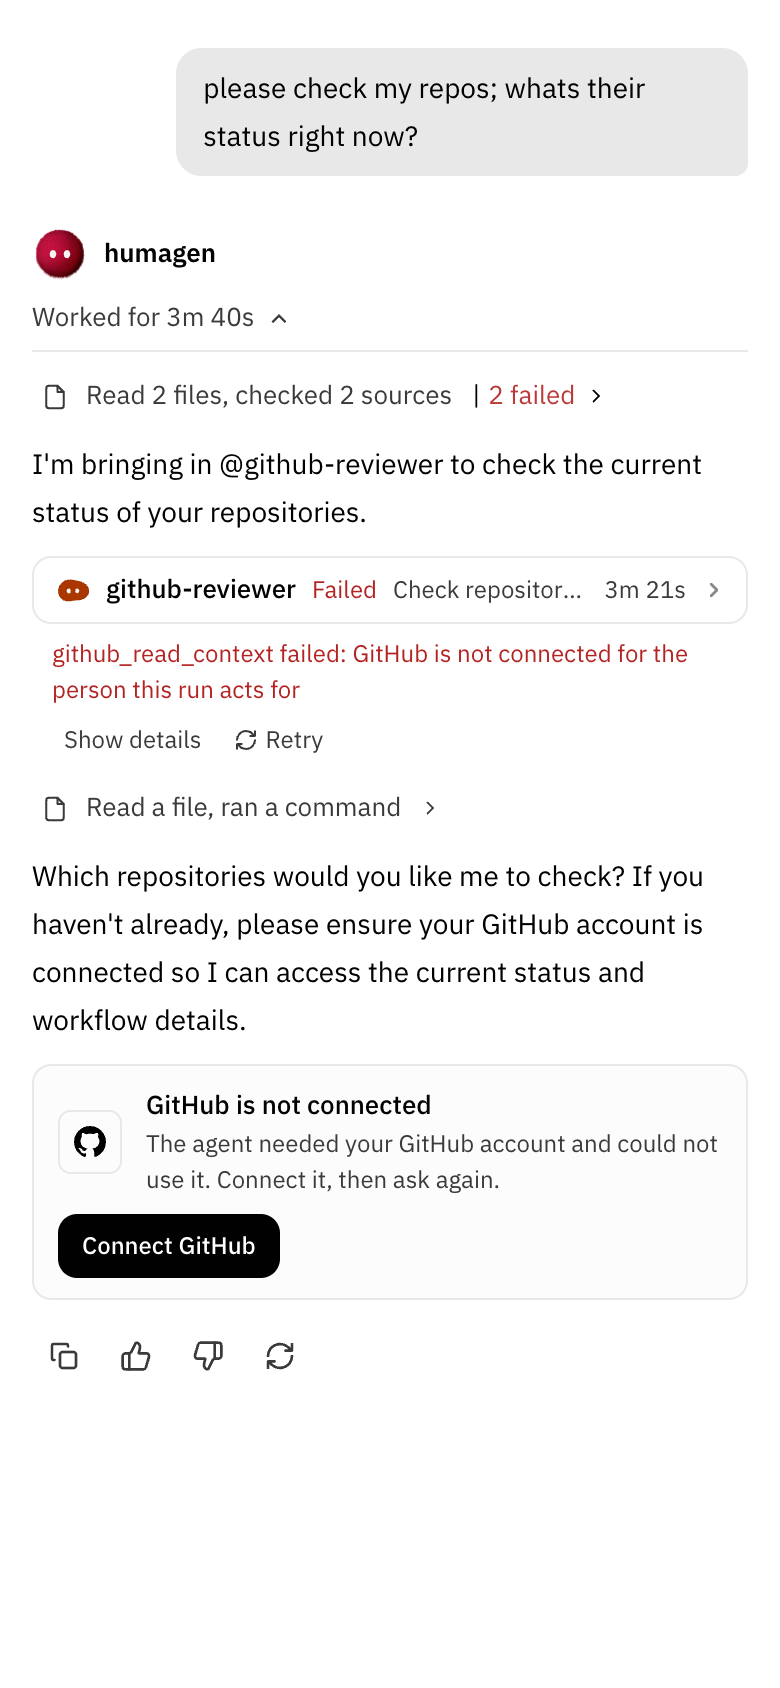 please check my repos; whats their
status right now?
humagen
Worked for 3m 40s
Read 2 files, checked 2 sources | 2 failed
I'm bringing in @github-reviewer to check the current
status of your repositories.
github-reviewer Failed Check repositor... 3m 21s
github_read_context failed: GitHub is not connected for the
person this run acts for
Show details Retry
Read a file, ran a command
Which repositories would you like me to check? If you
haven't already, please ensure your GitHub account is
connected so I can access the current status and
workflow details.
GitHub is not connected
The agent needed your GitHub account and could not
use it. Connect it, then ask again.
Connect GitHub